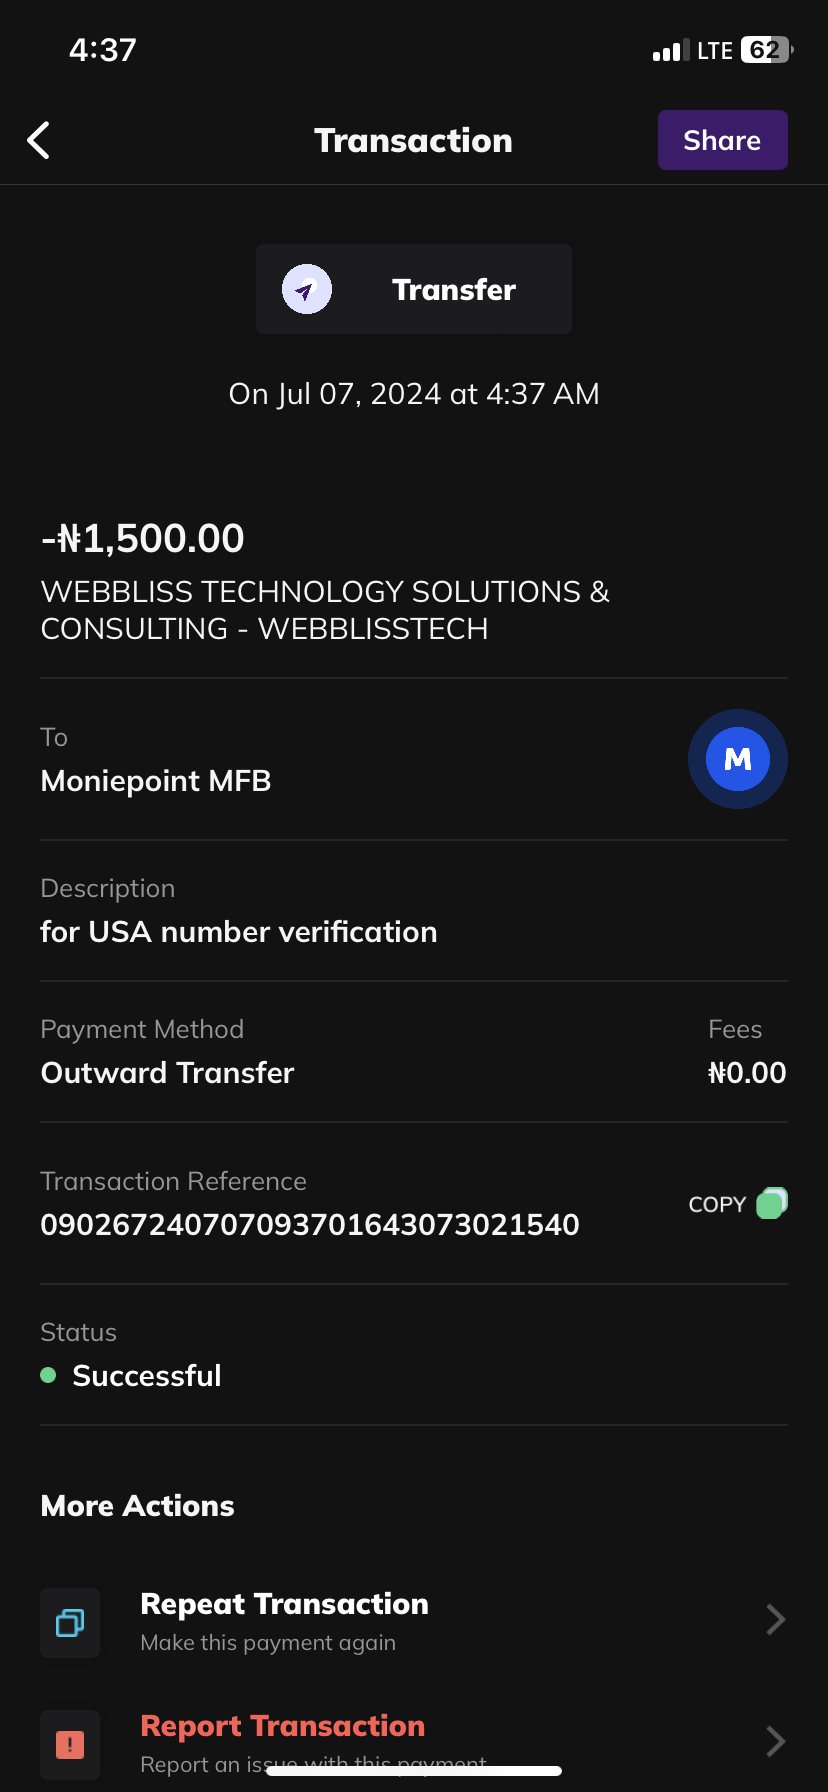 4:37
LTE 62
Transaction
Share
Transfer
On Jul 07, 2024 at 4:37 AM
-₦1,500.00
WEBBLISS TECHNOLOGY SOLUTIONS &
CONSULTING - WEBBLISSTECH
To
Moniepoint MFB
M
Description
for USA number verification
Payment Method
Fees
Outward Transfer
₦0.00
Transaction Reference
090267240707093701643073021540
COPY
Status
Successful
More Actions
Repeat Transaction
Make this payment again
Report Transaction
Report an issue with this payment